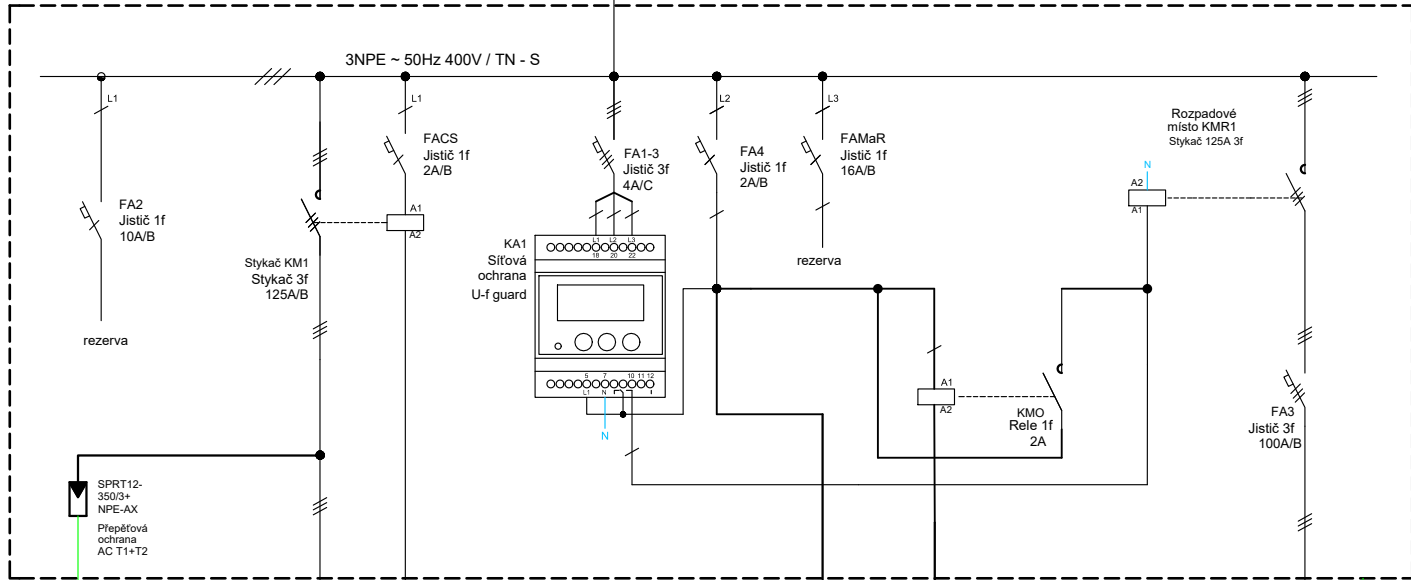 3NPE ~ 50Hz 400V / TN - S
L1
FA2
Jistič 1f
10A/B
rezerva
Stykač KM1
Stykač 3f
125A/B
SPRT12-
350/3+
NPE-AX
Přepěťová
ochrana
AC T1+T2
L1
FACS
Jistič 1f
2A/B
A1
A2
FA1-3
Jistič 3f
4A/C
KA1
Síťová
ochrana
U-f guard
L1 L2 L3
18 20 22
5 7 10 11 12
L1 N
N
L2
FA4
Jistič 1f
2A/B
L3
FAMaR
Jistič 1f
16A/B
rezerva
A1
A2
KMO
Rele 1f
2A
Rozpadové
místo KMR1
Stykač 125A 3f
N
A2
A1
FA3
Jistič 3f
100A/B